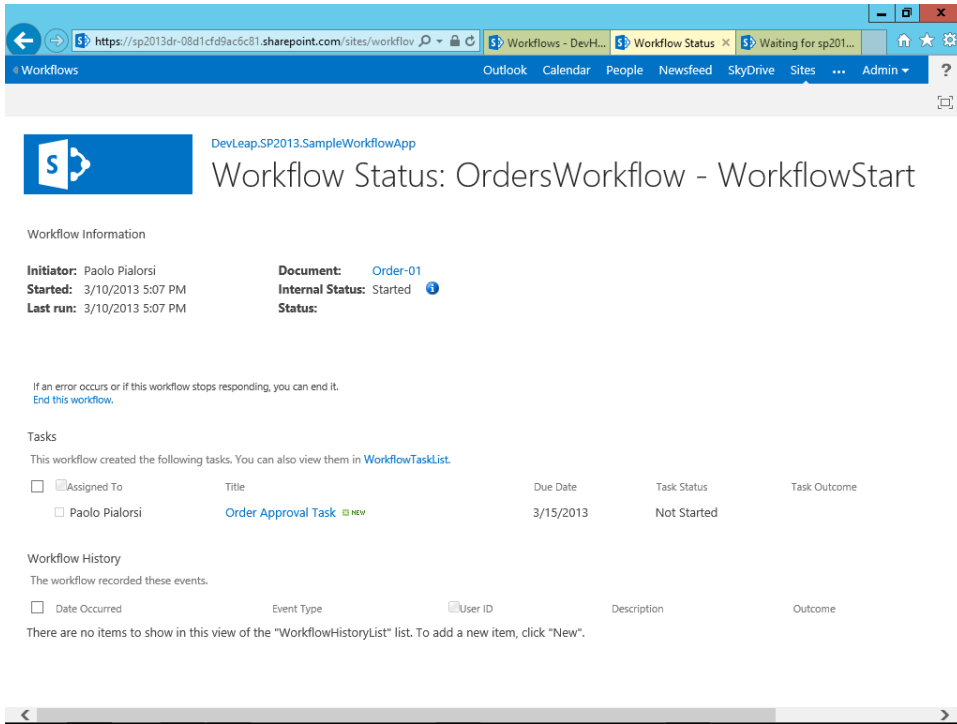 https://sp2013dr-08d1cfd9ac6c81.sharepoint.com/sites/workflov
Workflows - DevH...
Workflow Status
Waiting for sp201...
Workflows
Outlook Calendar People Newsfeed SkyDrive Sites ... Admin ?
S
DevLeap.SP2013.SampleWorkflowApp
Workflow Status: OrdersWorkflow - WorkflowStart
Workflow Information
Initiator: Paolo Pialorsi Document: Order-01
Started: 3/10/2013 5:07 PM Internal Status: Started i
Last run: 3/10/2013 5:07 PM Status:
If an error occurs or if this workflow stops responding, you can end it.
End this workflow.
Tasks
This workflow created the following tasks. You can also view them in WorkflowTaskList.
Assigned To Title Due Date Task Status Task Outcome
Paolo Pialorsi Order Approval Task NEW 3/15/2013 Not Started
Workflow History
The workflow recorded these events.
Date Occurred Event Type User ID Description Outcome
There are no items to show in this view of the "WorkflowHistoryList" list. To add a new item, click "New".